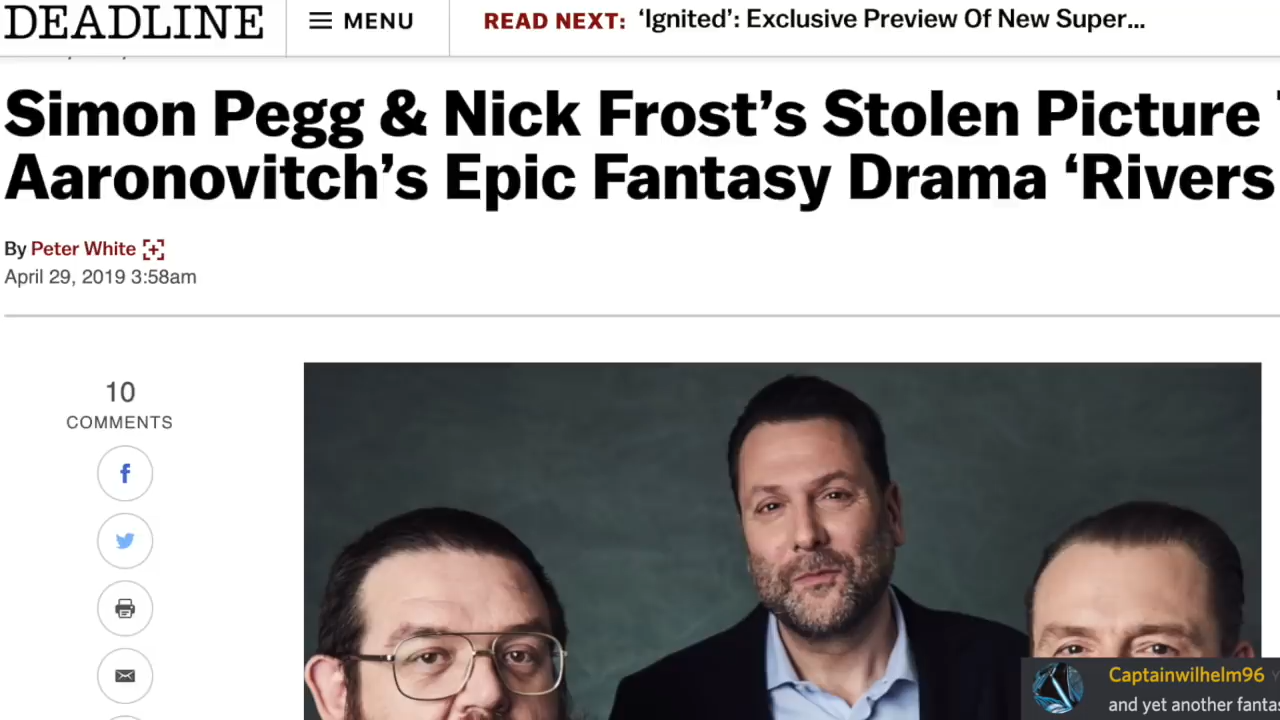 DEADLINE
MENU
READ NEXT: ‘Ignited’: Exclusive Preview Of New Super...
Simon Pegg & Nick Frost’s Stolen Picture
Aaronovitch’s Epic Fantasy Drama ‘Rivers
By Peter White
April 29, 2019 3:58am
10
COMMENTS
Captainwilhelm96
and yet another